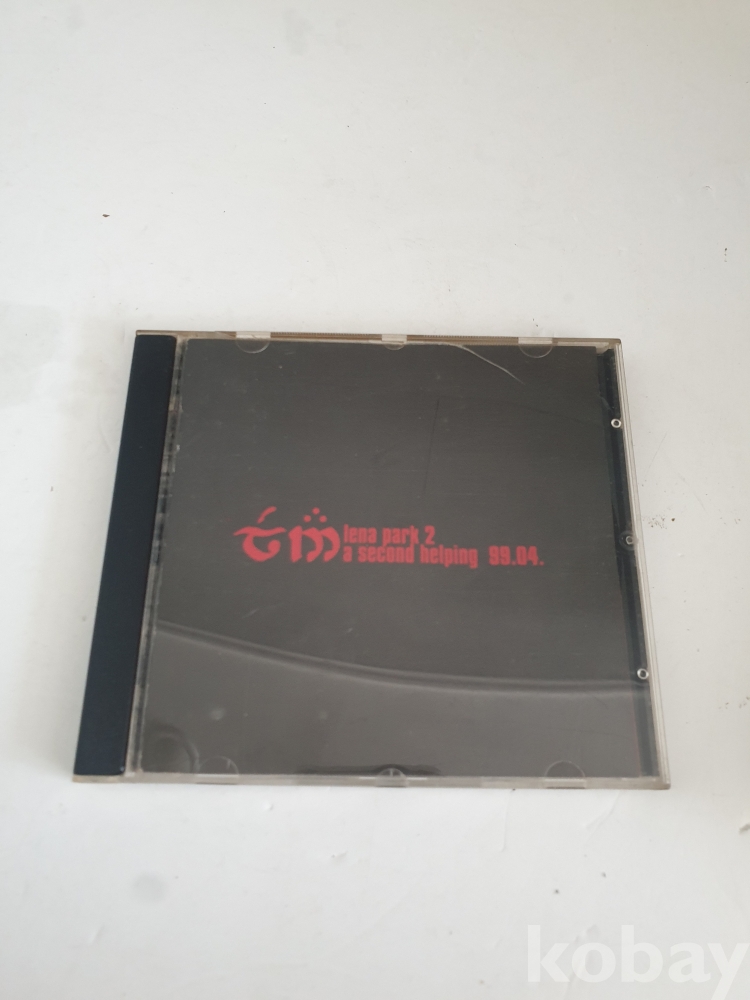 lena park 2
a second helping 99.04.
kobay